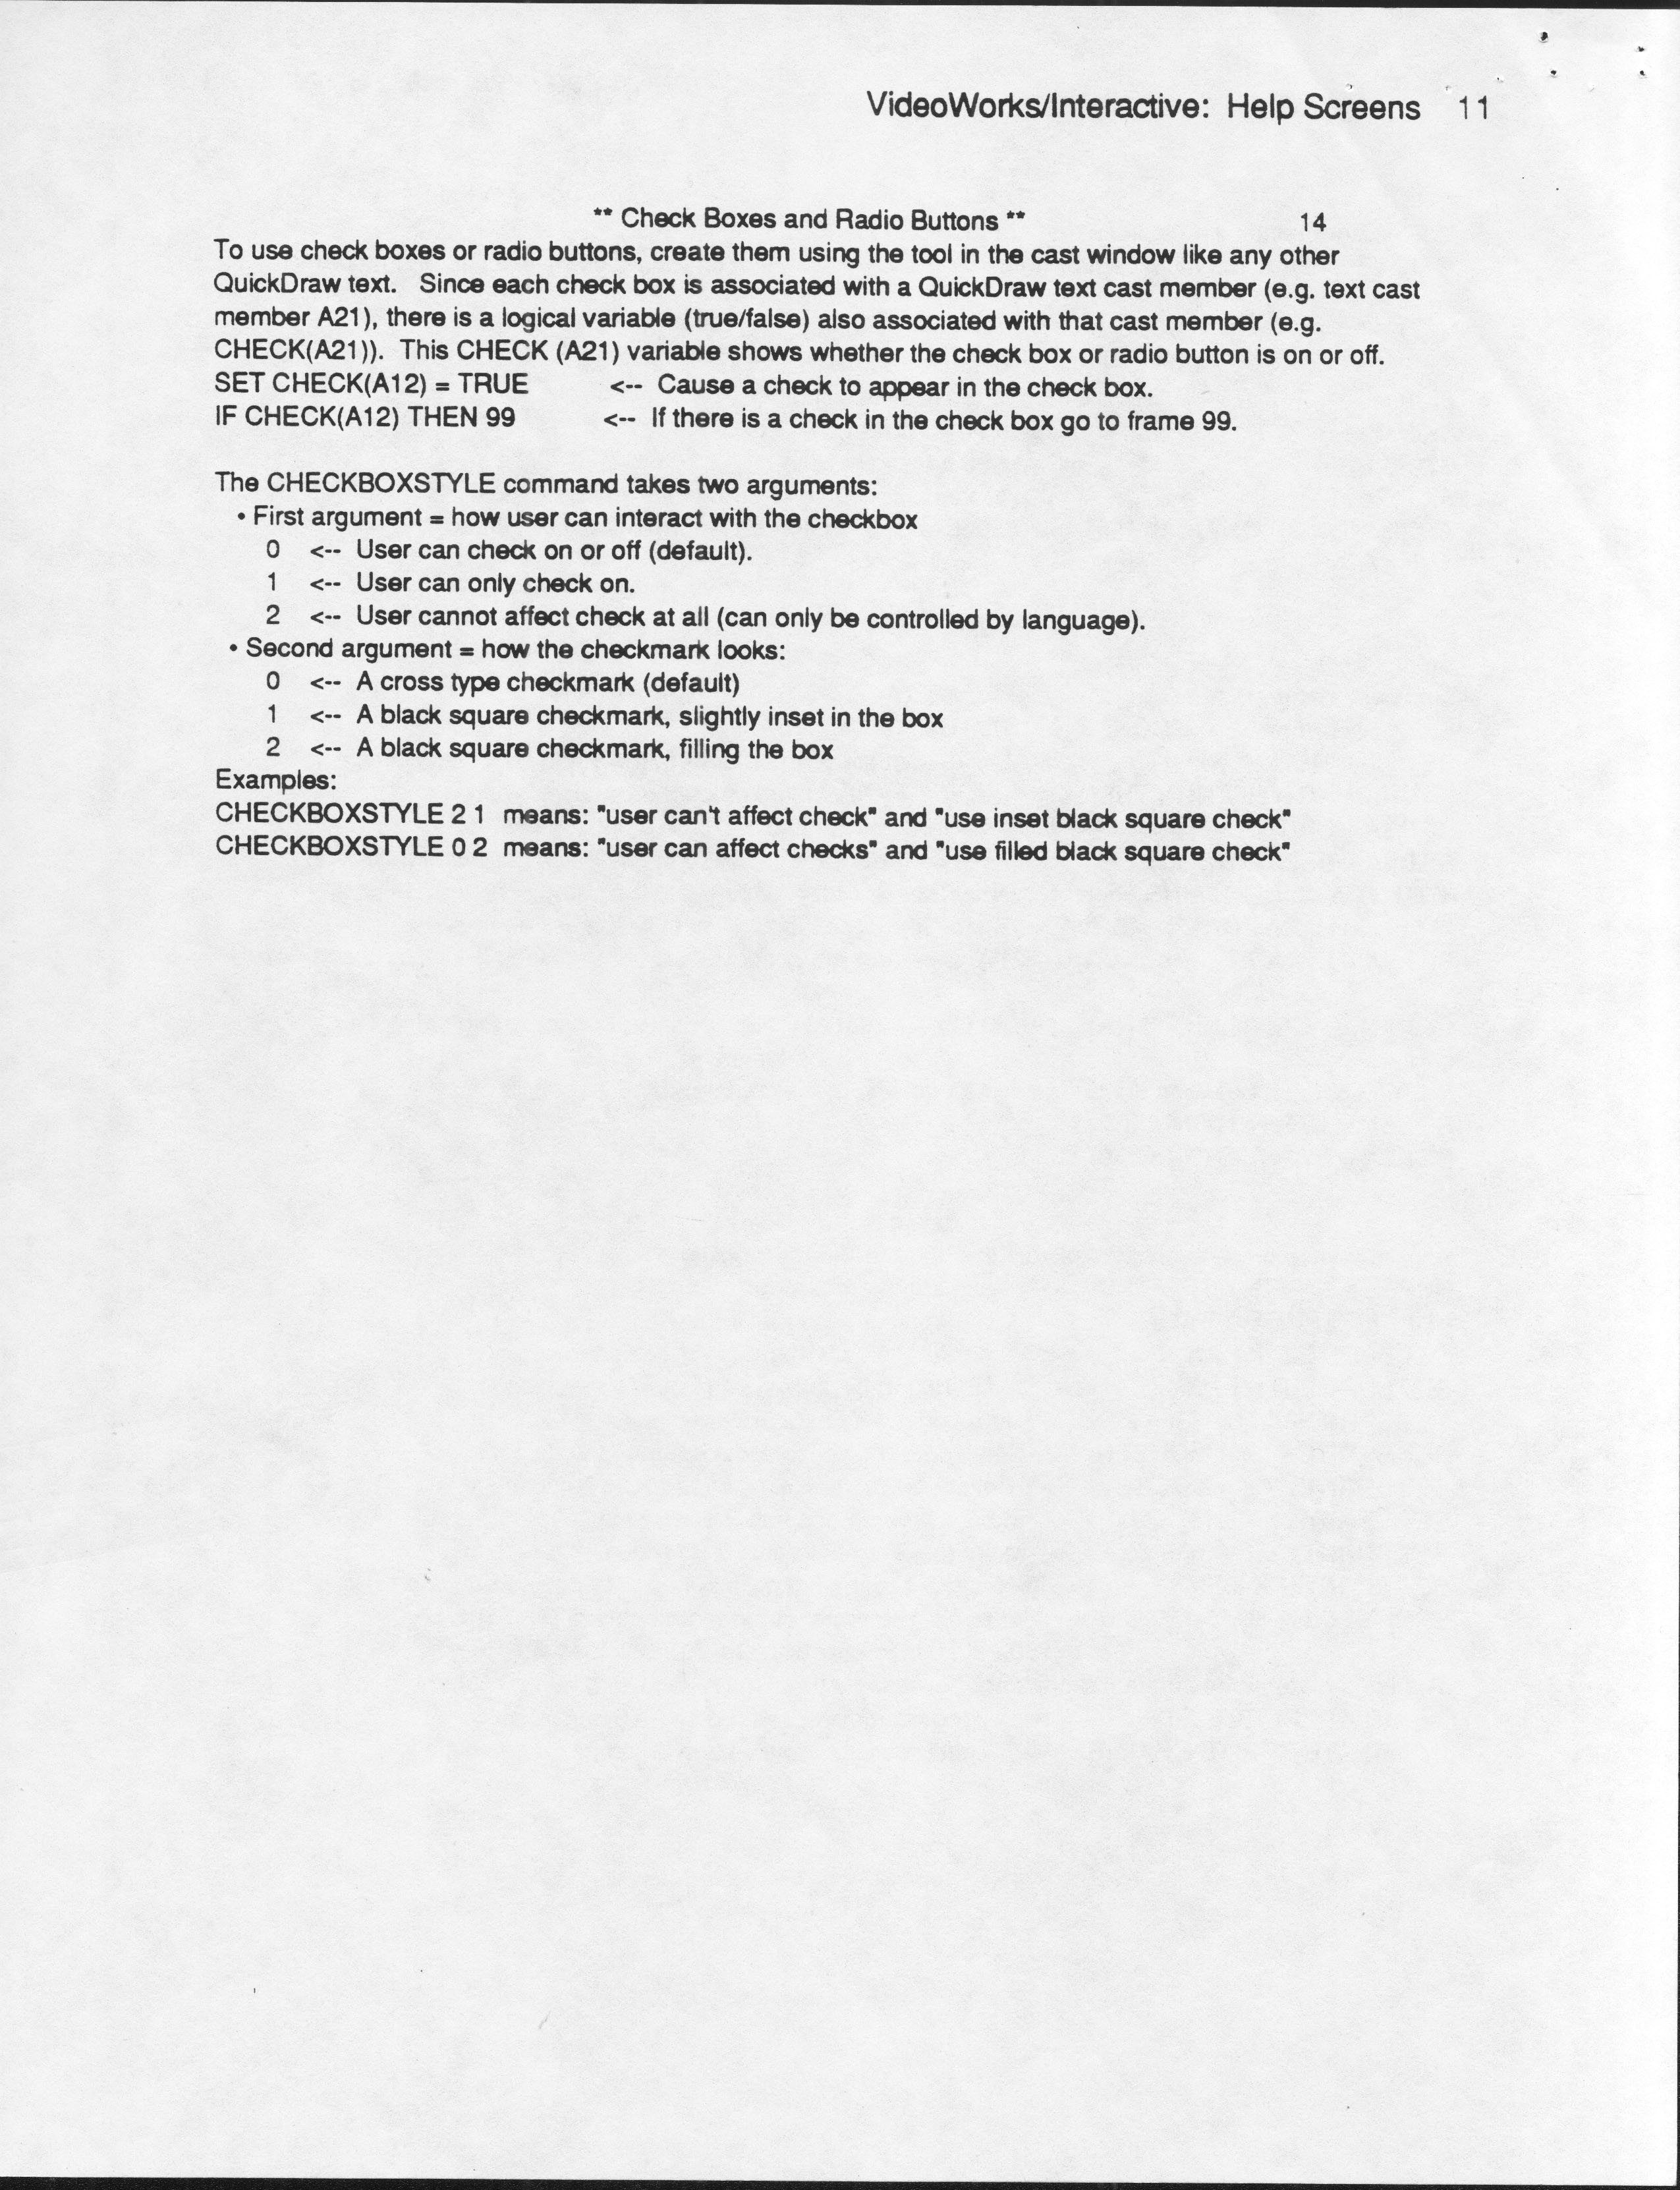 VideoWorks/Interactive: Help Screens 11
** Check Boxes and Radio Buttons ** 14
To use check boxes or radio buttons, create them using the tool in the cast window like any other
QuickDraw text. Since each check box is associated with a QuickDraw text cast member (e.g. text cast
member A21), there is a logical variable (true/false) also associated with that cast member (e.g.
CHECK(A21)). This CHECK (A21) variable shows whether the check box or radio button is on or off.
SET CHECK(A12) = TRUE <-- Cause a check to appear in the check box.
IF CHECK(A12) THEN 99 <-- If there is a check in the check box go to frame 99.
The CHECKBOXSTYLE command takes two arguments:
• First argument = how user can interact with the checkbox
0 <-- User can check on or off (default).
1 <-- User can only check on.
2 <-- User cannot affect check at all (can only be controlled by language).
• Second argument = how the checkmark looks:
0 <-- A cross type checkmark (default)
1 <-- A black square checkmark, slightly inset in the box
2 <-- A black square checkmark, filling the box
Examples:
CHECKBOXSTYLE 2 1 means: "user can't affect check" and "use inset black square check"
CHECKBOXSTYLE 0 2 means: "user can affect checks" and "use filled black square check"